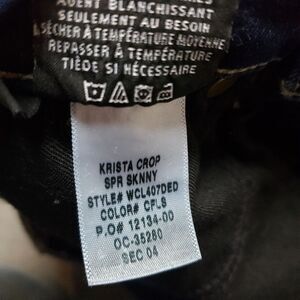 AGENT BLANCHISSANT
SEULEMENT AU BESOIN
SÉCHER À TEMPÉRATURE MOYENNE
REPASSER À TEMPÉRATURE
TIÈDE SI NÉCESSAIRE
KRISTA CROP
SPR SKNNY
STYLE# WCL407DED
COLOR# CPLS
P.O# 12134-00
OC-35280
SEC 04